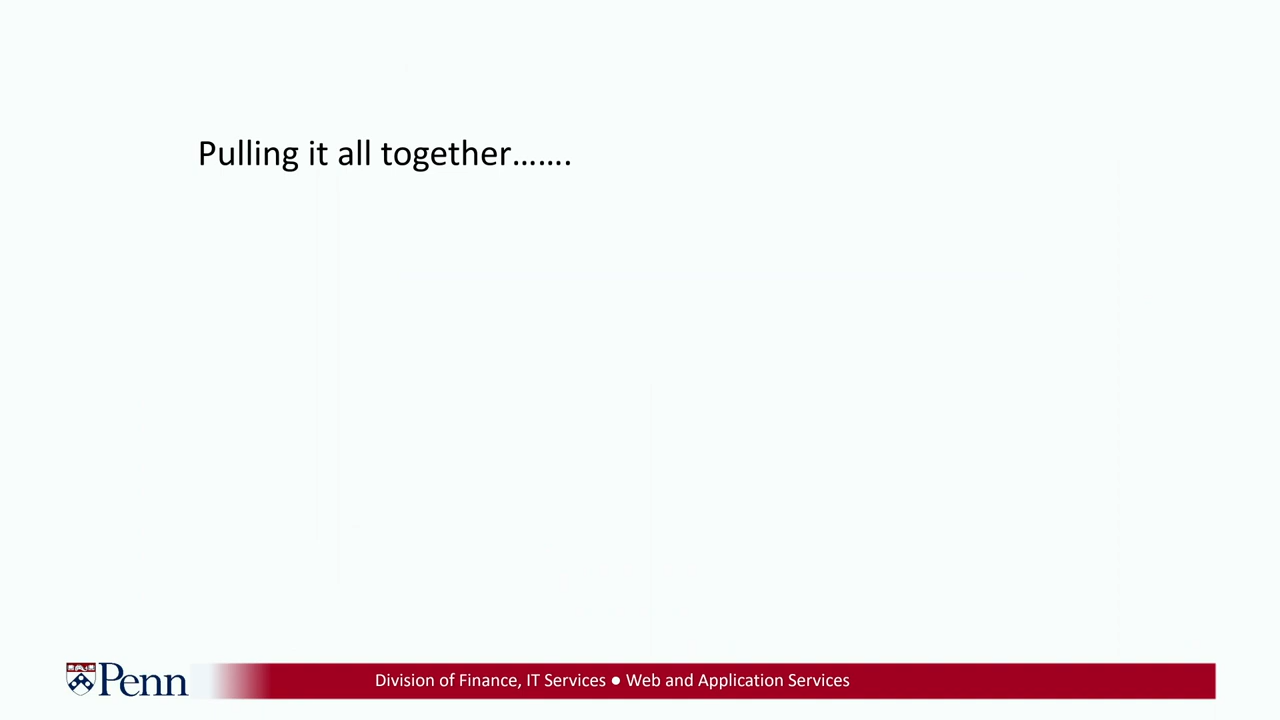 Pulling it all together…….
Penn
Division of Finance, IT Services ● Web and Application Services